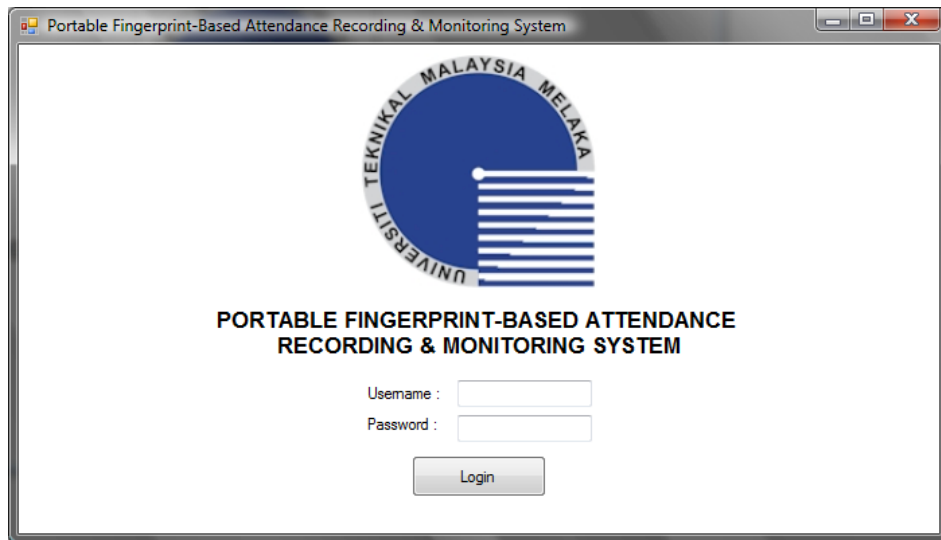 Portable Fingerprint-Based Attendance Recording & Monitoring System
UNIVERSITI TEKNIKAL MALAYSIA MELAKA
PORTABLE FINGERPRINT-BASED ATTENDANCE
RECORDING & MONITORING SYSTEM
Username :
Password :
Login